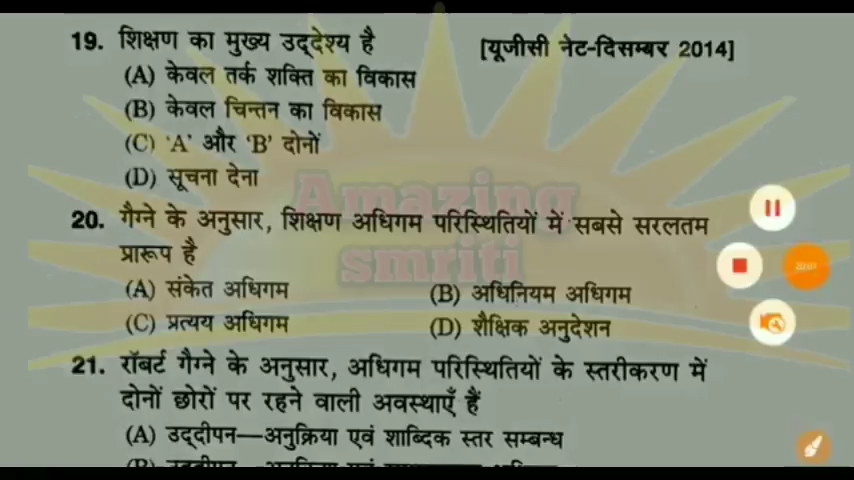 19. शिक्षण का मुख्य उद्देश्य है [यूजीसी नेट-दिसम्बर 2014]
(A) केवल तर्क शक्ति का विकास
(B) केवल चिन्तन का विकास
(C) 'A' और 'B' दोनों
(D) सूचना देना
Amazing
smriti
20. गैग्ने के अनुसार, शिक्षण अधिगम परिस्थितियों में सबसे सरलतम
प्रारूप है
(A) संकेत अधिगम (B) अधिनियम अधिगम
(C) प्रत्यय अधिगम (D) शैक्षिक अनुदेशन
21. रॉबर्ट गैग्ने के अनुसार, अधिगम परिस्थितियों के स्तरीकरण में
दोनों छोरों पर रहने वाली अवस्थाएँ हैं
(A) उद्दीपन—अनुक्रिया एवं शाब्दिक स्तर सम्बन्ध